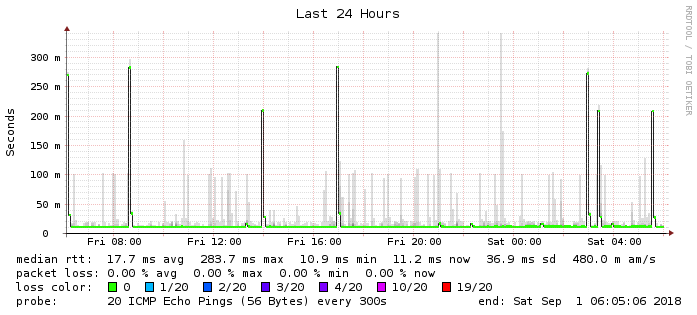 Last 24 Hours
RRDTOOL / TOBI OETIKER
Seconds
300 m
250 m
200 m
150 m
100 m
50 m
0
Fri 08:00 Fri 12:00 Fri 16:00 Fri 20:00 Sat 00:00 Sat 04:00
median rtt: 17.7 ms avg 283.7 ms max 10.9 ms min 11.2 ms now 36.9 ms sd 480.0 m am/s
packet loss: 0.00 % avg 0.00 % max 0.00 % min 0.00 % now
loss color: 0 1/20 2/20 3/20 4/20 10/20 19/20
probe: 20 ICMP Echo Pings (56 Bytes) every 300s end: Sat Sep 1 06:05:06 2018